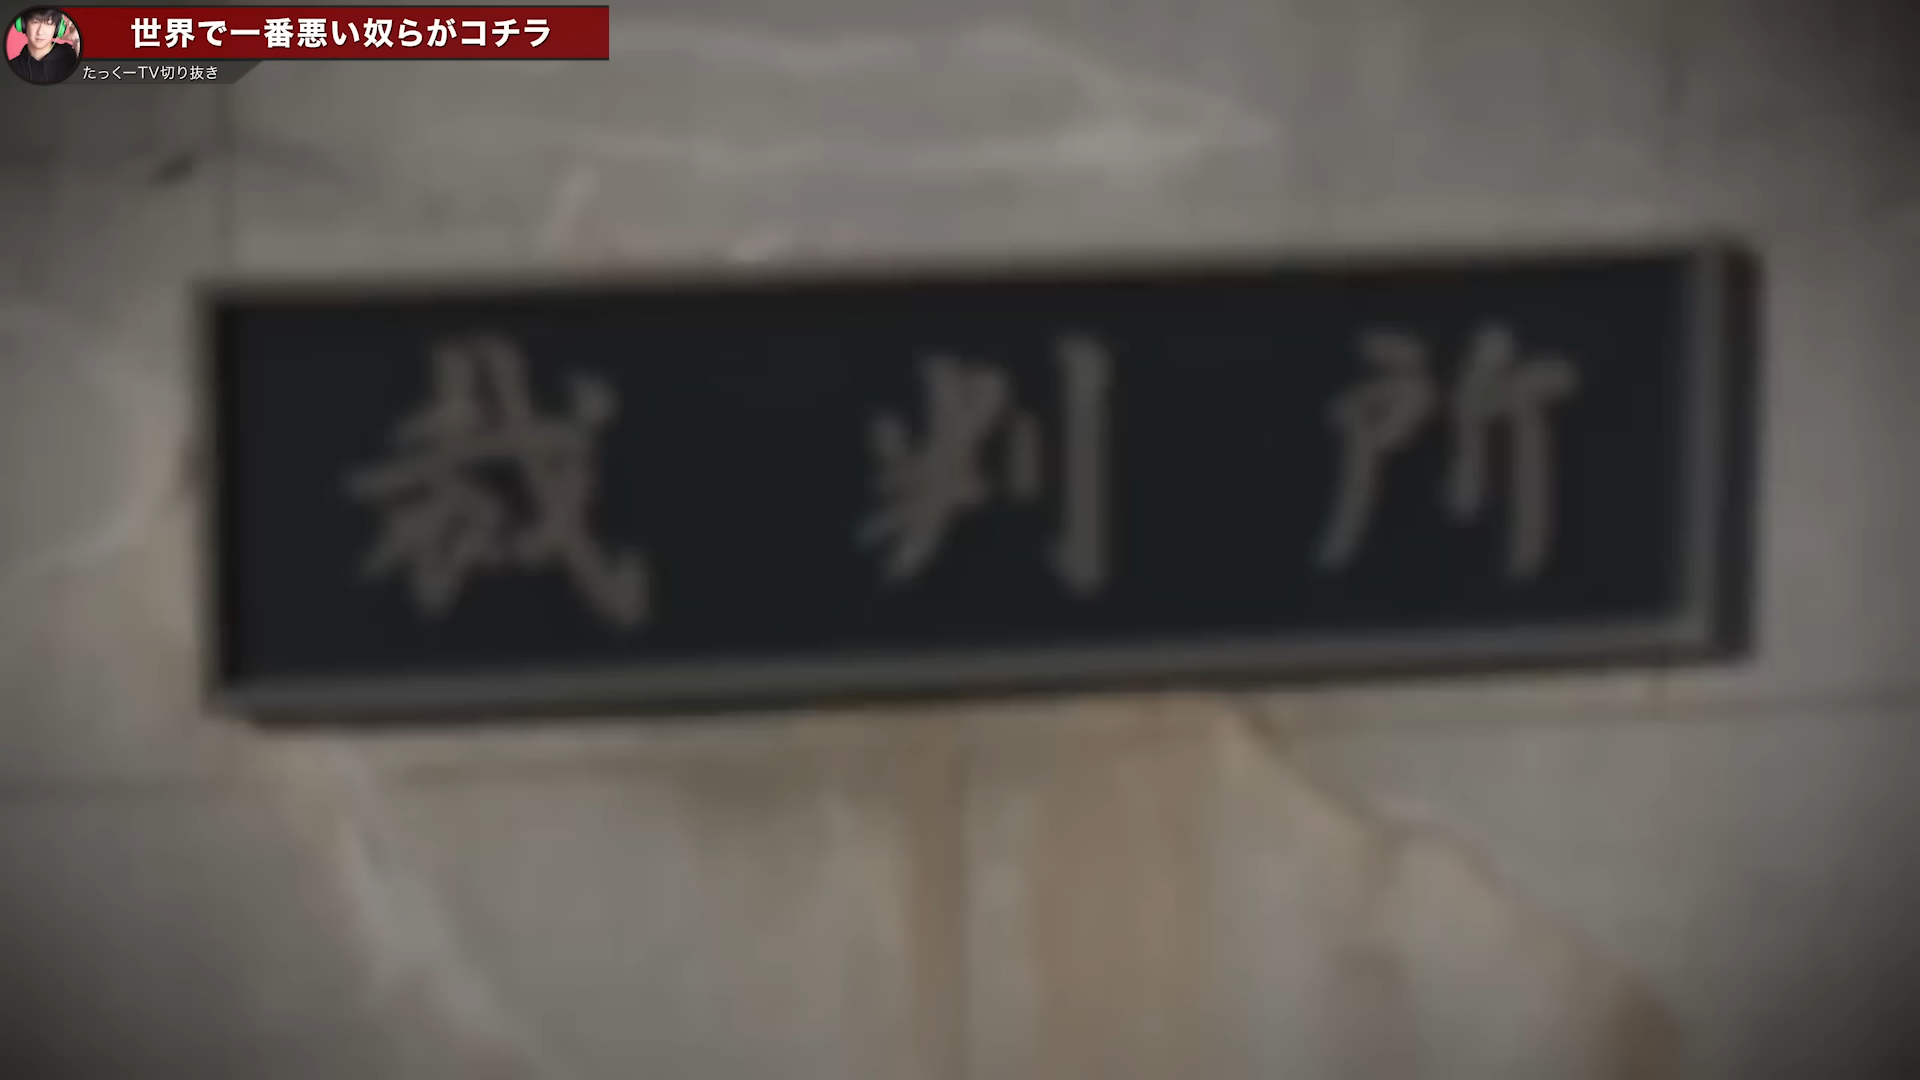 世界で一番悪い奴らがコチラ
たっくーTV切り抜き
裁判所